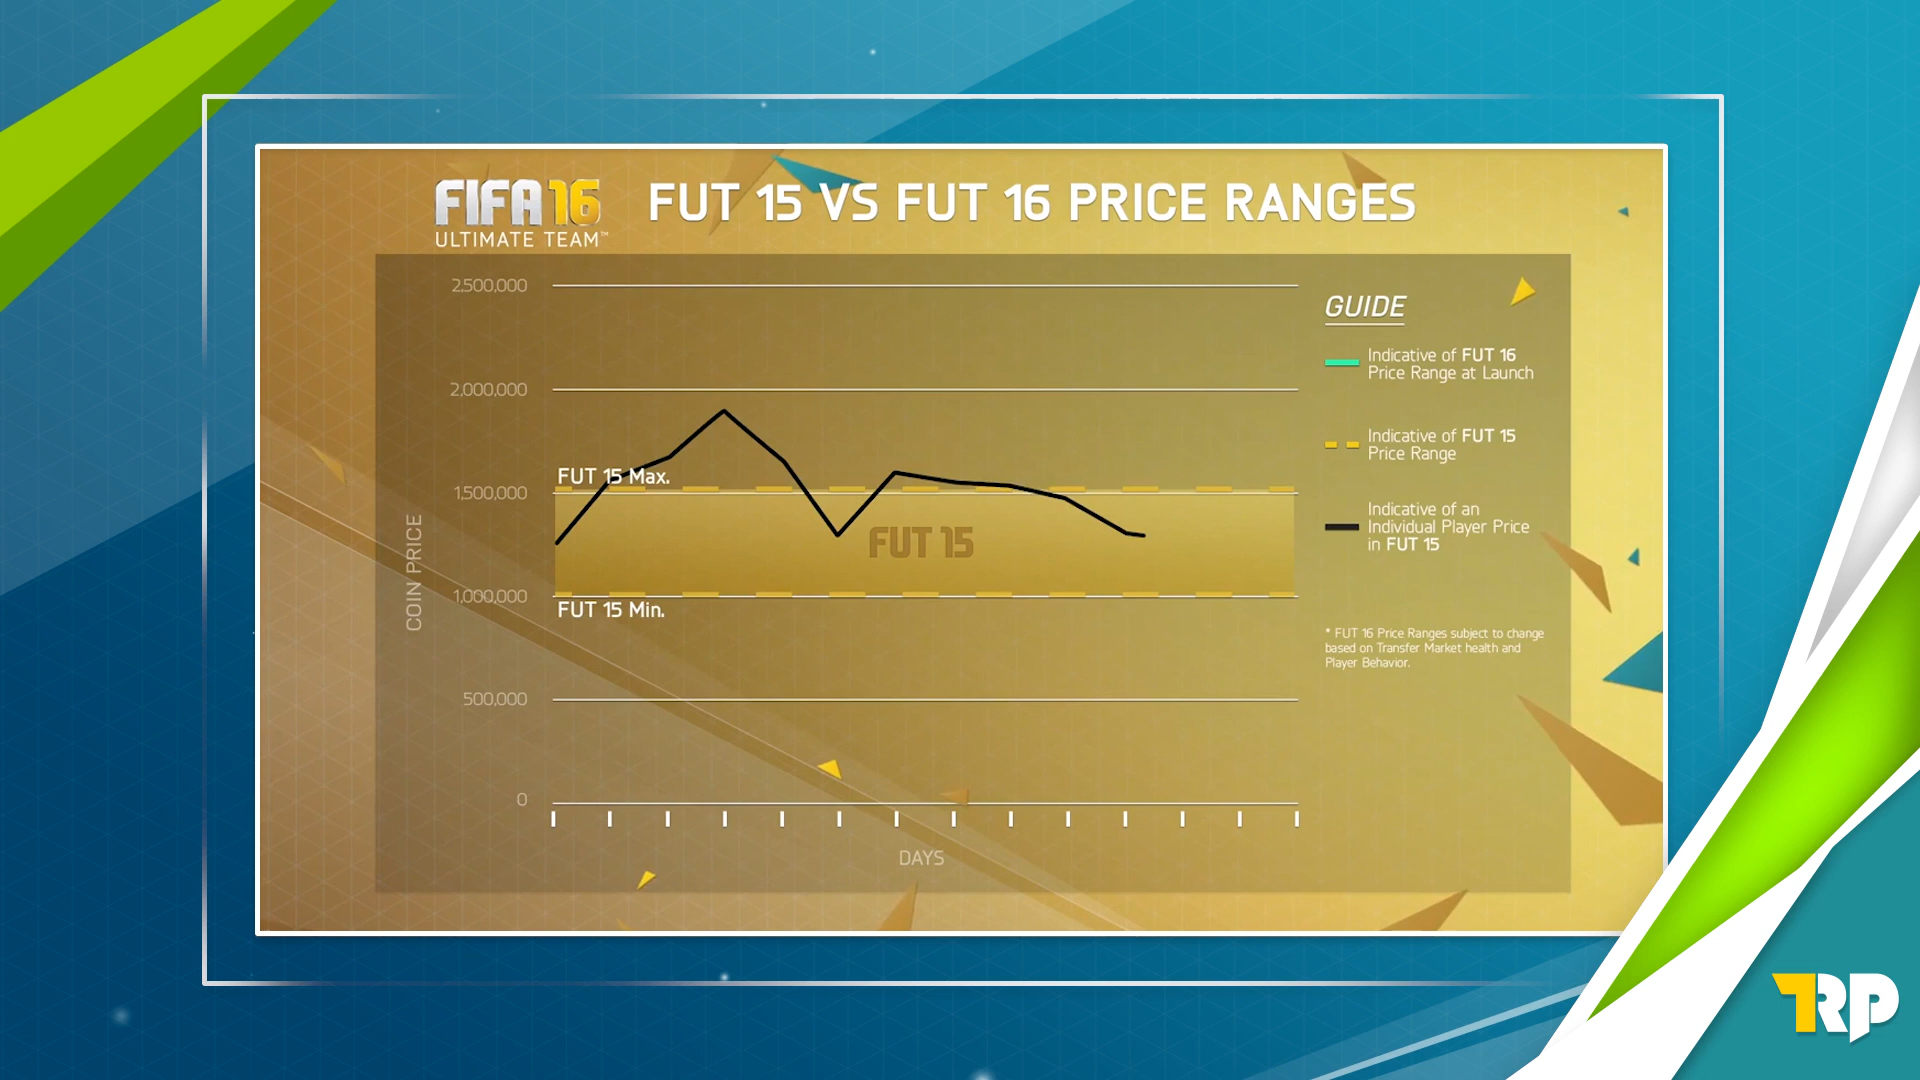 FIFA 16
ULTIMATE TEAM™
FUT 15 VS FUT 16 PRICE RANGES
2,500,000
2,000,000
1,500,000
1,000,000
500,000
0
COIN PRICE
DAYS
FUT 15 Max.
FUT 15
FUT 15 Min.
GUIDE
Indicative of FUT 16
Price Range at Launch
Indicative of FUT 15
Price Range
Indicative of an
Individual Player Price
in FUT 15
* FUT 16 Price Ranges subject to change
based on Transfer Market health and
Player Behavior.
TRP